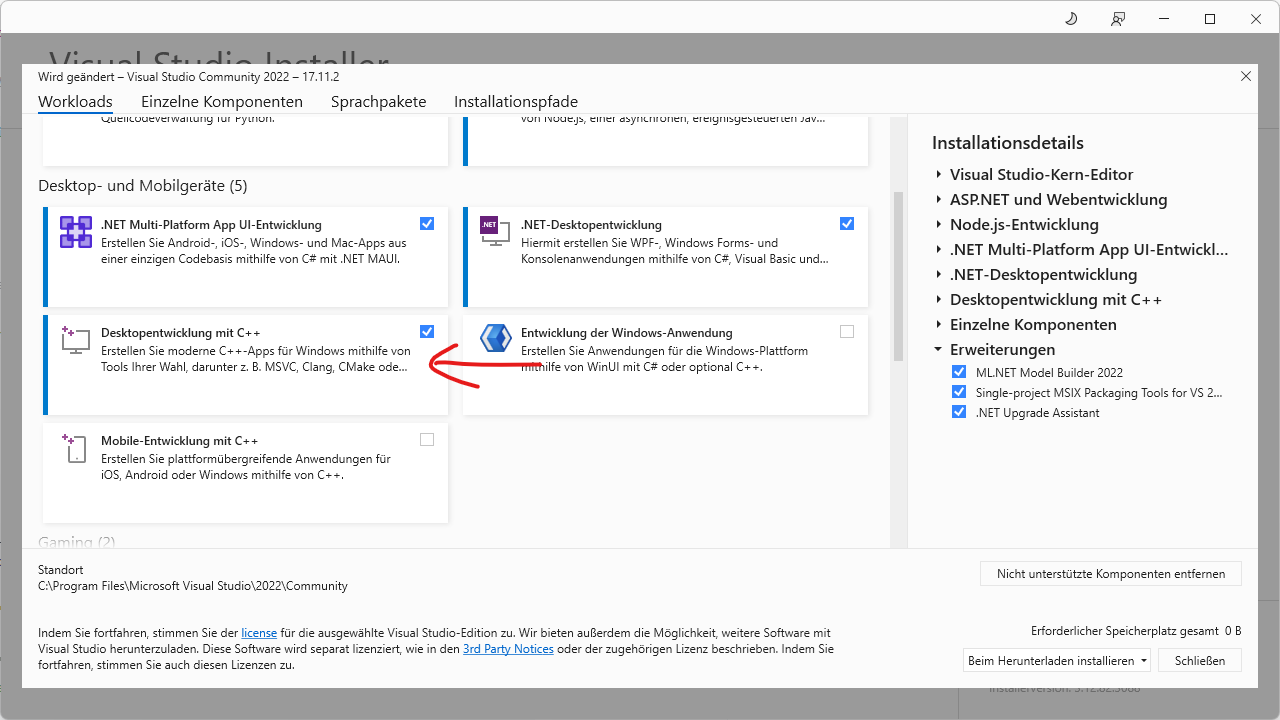 Visual Studio Installer
Wird geändert – Visual Studio Community 2022 – 17.11.2
Workloads Einzelne Komponenten Sprachpakete Installationspfade
Quellcodeverwaltung für Python.
von Node.js, einer asynchronen, ereignisgesteuerten Jav...
Desktop- und Mobilgeräte (5)
.NET Multi-Platform App UI-Entwicklung
Erstellen Sie Android-, iOS-, Windows- und Mac-Apps aus
einer einzigen Codebasis mithilfe von C# mit .NET MAUI.
.NET
.NET-Desktopentwicklung
Hiermit erstellen Sie WPF-, Windows Forms- und
Konsolenanwendungen mithilfe von C#, Visual Basic und...
Desktopentwicklung mit C++
Erstellen Sie moderne C++-Apps für Windows mithilfe von
Tools Ihrer Wahl, darunter z. B. MSVC, Clang, CMake ode...
Entwicklung der Windows-Anwendung
Erstellen Sie Anwendungen für die Windows-Plattform
mithilfe von WinUI mit C# oder optional C++.
Mobile-Entwicklung mit C++
Erstellen Sie plattformübergreifende Anwendungen für
iOS, Android oder Windows mithilfe von C++.
Gaming (2)
Installationsdetails
Visual Studio-Kern-Editor
ASP.NET und Webentwicklung
Node.js-Entwicklung
.NET Multi-Platform App UI-Entwickl...
.NET-Desktopentwicklung
Desktopentwicklung mit C++
Einzelne Komponenten
Erweiterungen
ML.NET Model Builder 2022
Single-project MSIX Packaging Tools for VS 2...
.NET Upgrade Assistant
Standort
C:\Program Files\Microsoft Visual Studio\2022\Community
Nicht unterstützte Komponenten entfernen
Indem Sie fortfahren, stimmen Sie der license für die ausgewählte Visual Studio-Edition zu. Wir bieten außerdem die Möglichkeit, weitere Software mit
Visual Studio herunterzuladen. Diese Software wird separat lizenziert, wie in den 3rd Party Notices oder der zugehörigen Lizenz beschrieben. Indem Sie
fortfahren, stimmen Sie auch diesen Lizenzen zu.
Erforderlicher Speicherplatz gesamt 0 B
Beim Herunterladen installieren
Schließen